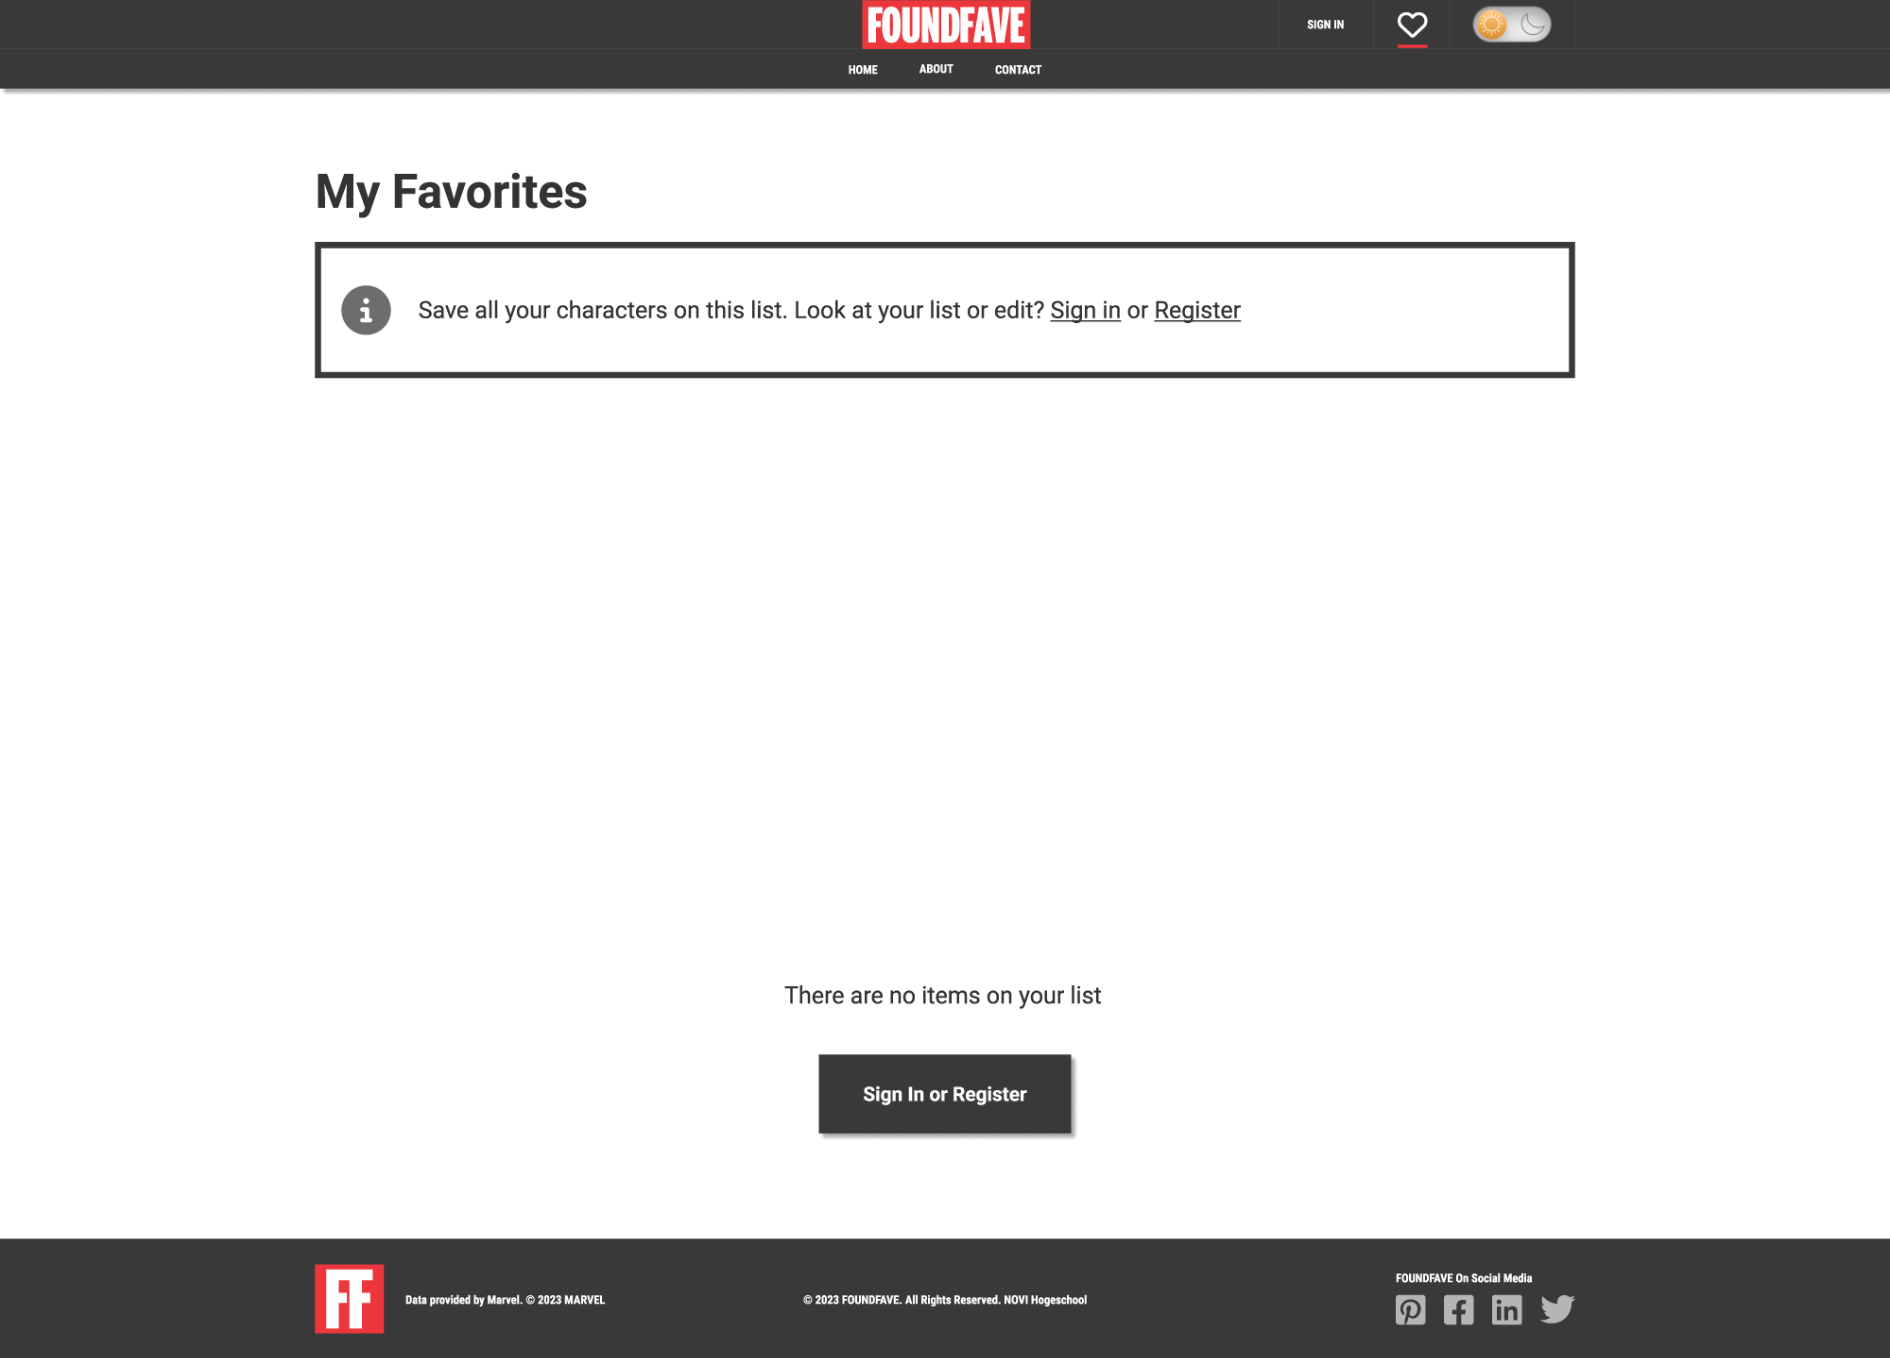 FOUNDFAVE
SIGN IN
HOME ABOUT CONTACT
My Favorites
Save all your characters on this list. Look at your list or edit? Sign in or Register
There are no items on your list
Sign In or Register
FF
Data provided by Marvel. © 2023 MARVEL
© 2023 FOUNDFAVE. All Rights Reserved. NOVI Hogeschool
FOUNDFAVE On Social Media